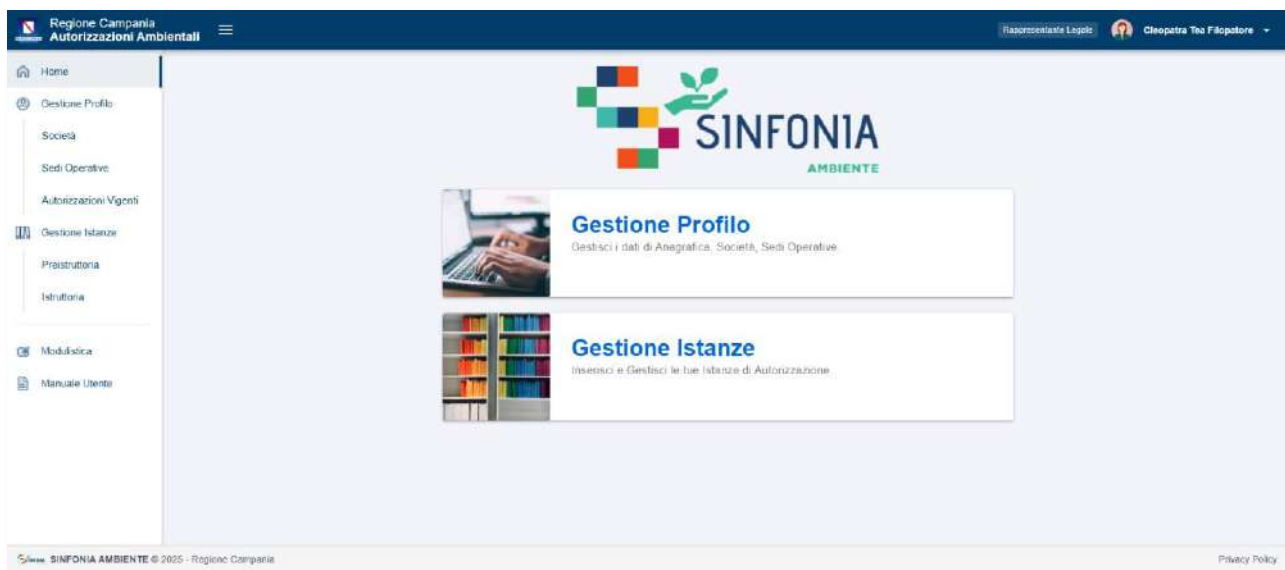 Regione Campania
Autorizzazioni Ambientali
Rappresentante Legale
Cleopatra Tea Filopatore
Home
Gestione Profilo
Società
Sedi Operative
Autorizzazioni Vigenti
Gestione Istanze
Preistruttoria
Istruttoria
Modulistica
Manuale Utente
SINFONIA
AMBIENTE
Gestione Profilo
Gestisci i dati di Anagrafica, Società, Sedi Operative.
Gestione Istanze
Inserisci e Gestisci le tue Istanze di Autorizzazione
SINFONIA AMBIENTE © 2025 - Regione Campania
Privacy Policy